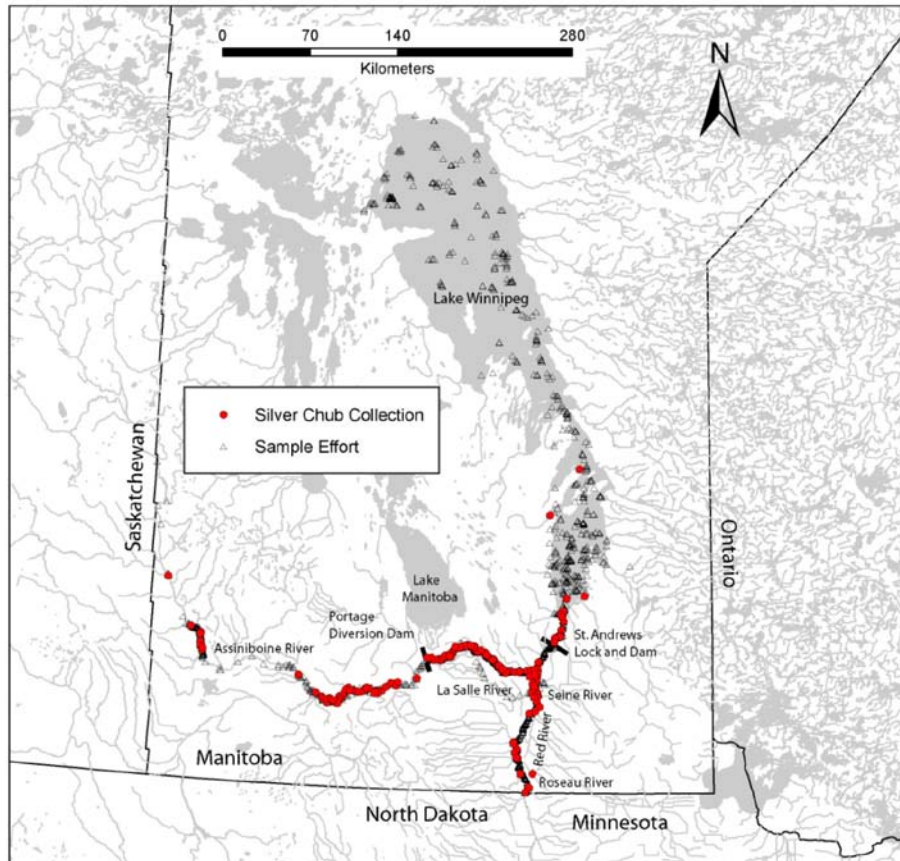 0 70 140 280
Kilometers
N
Lake Winnipeg
Silver Chub Collection
Sample Effort
Saskatchewan
Ontario
Lake
Manitoba
Portage
Diversion Dam
St. Andrews
Lock and Dam
Assiniboine River
La Salle River
Seine River
Red River
Manitoba
Roseau River
North Dakota
Minnesota